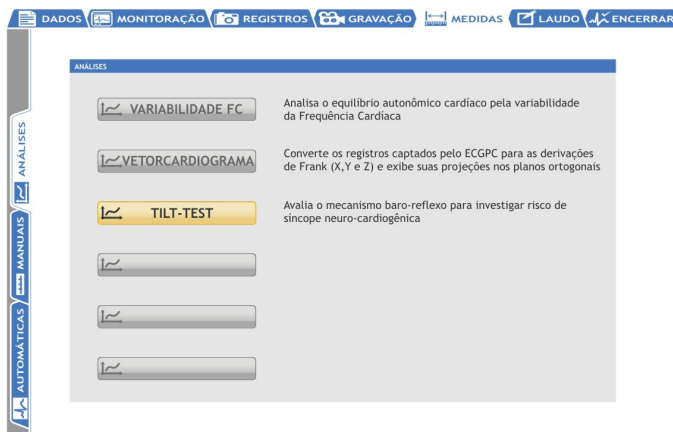 DADOS
MONITORAÇÃO
REGISTROS
GRAVAÇÃO
MEDIDAS
LAUDO
ENCERRAR
ANÁLISES
MANUAIS
AUTOMÁTICAS
ANÁLISES
VARIABILIDADE FC
Analisa o equilíbrio autonômico cardíaco pela variabilidade
da Frequência Cardíaca
VETORCARDIOGRAMA
Converte os registros captados pelo ECGPC para as derivações
de Frank (X,Y e Z) e exibe suas projeções nos planos ortogonais
TILT-TEST
Avalia o mecanismo baro-reflexo para investigar risco de
síncope neuro-cardiogênica